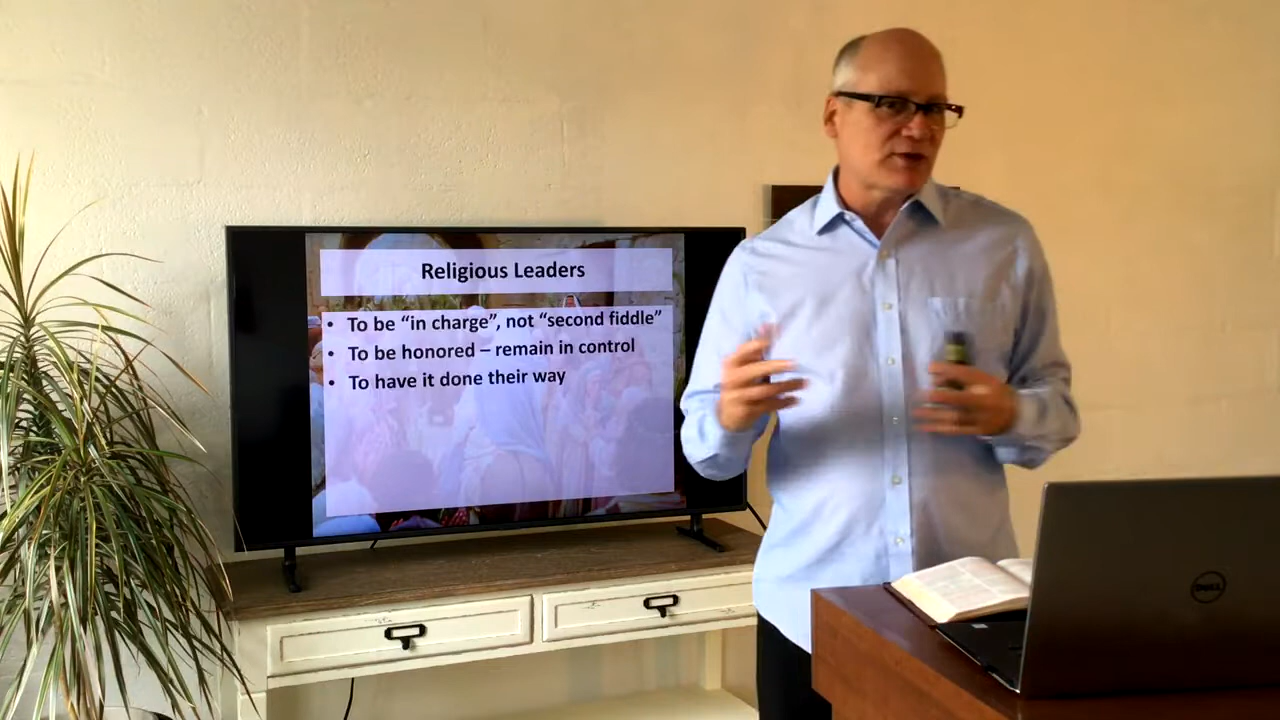 Religious Leaders
• To be “in charge”, not “second fiddle”
• To be honored – remain in control
• To have it done their way
DELL